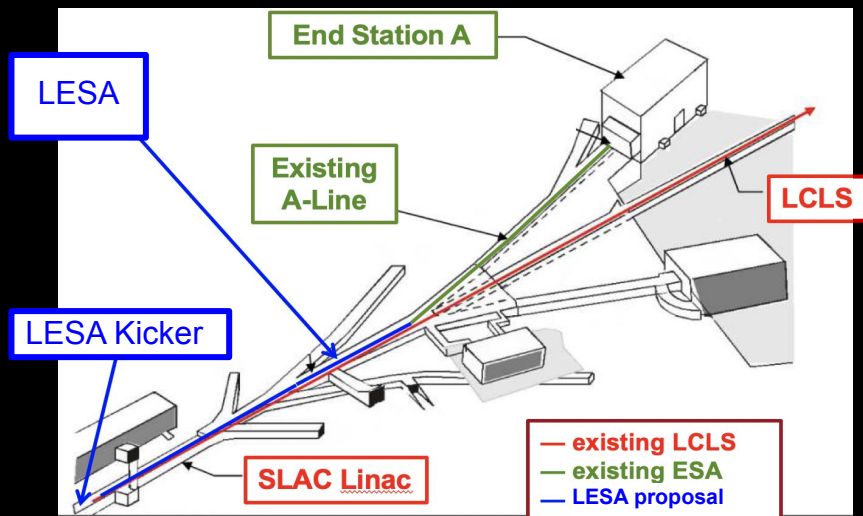 End Station A
LESA
Existing
A-Line
LCLS
LESA Kicker
SLAC Linac
existing LCLS
existing ESA
LESA proposal